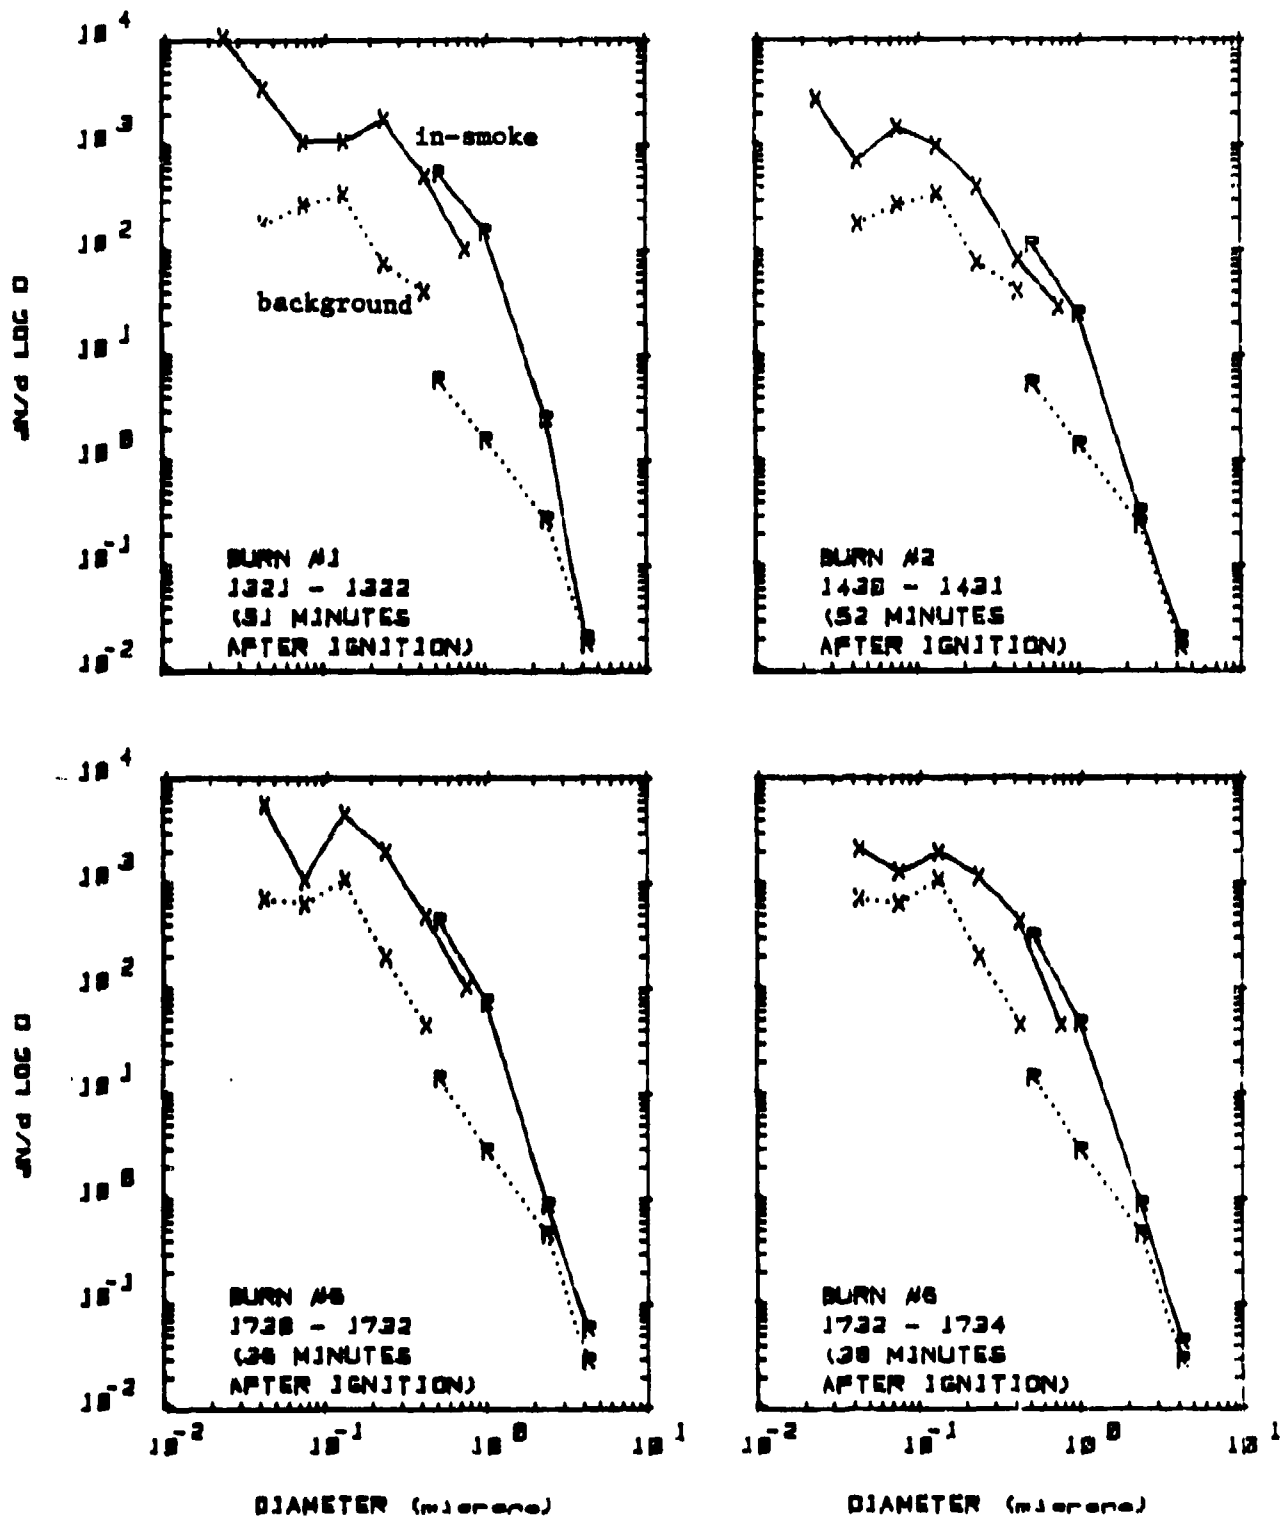 10^4
10^3
10^2
10^1
10^0
10^-1
10^-2
dN/d LOG D
in-smoke
background
BURN #1
1321 - 1322
(51 MINUTES
AFTER IGNITION)
BURN #2
1430 - 1431
(52 MINUTES
AFTER IGNITION)
10^4
10^3
10^2
10^1
10^0
10^-1
10^-2
dN/d LOG D
BURN #6
1730 - 1732
(36 MINUTES
AFTER IGNITION)
BURN #6
1732 - 1734
(38 MINUTES
AFTER IGNITION)
10^-2 10^-1 10^0 10^1
10^-2 10^-1 10^0 10^1
DIAMETER (microns)
DIAMETER (microns)